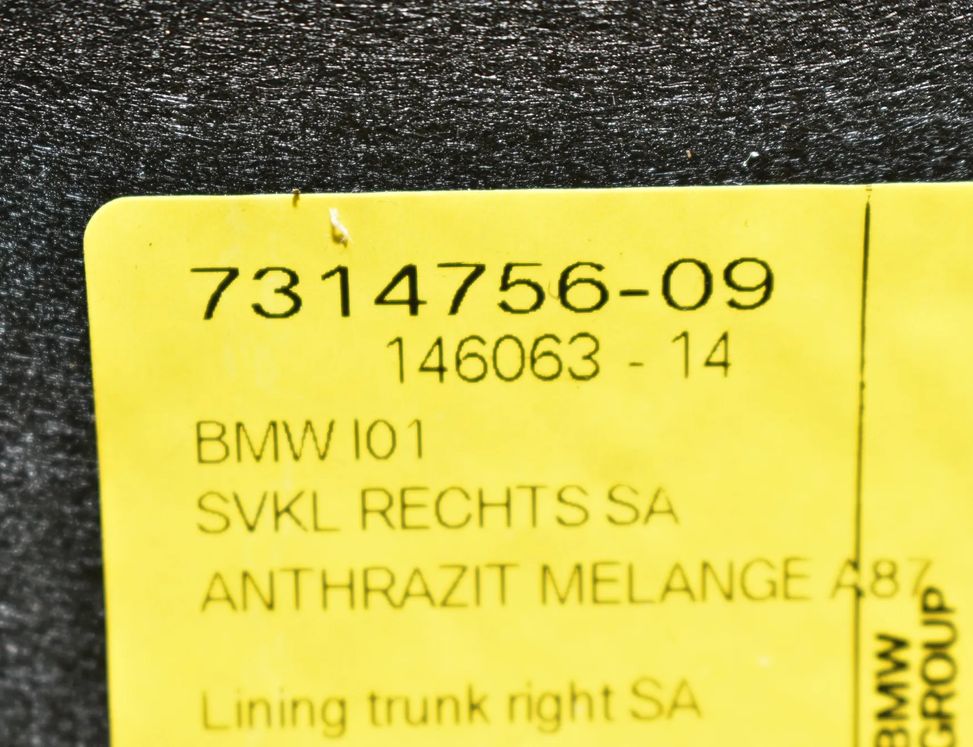 7314756-09
146063 - 14
BMW I01
SVKL RECHTS SA
ANTHRAZIT MELANGE A87
Lining trunk right SA
BMW
GROUP